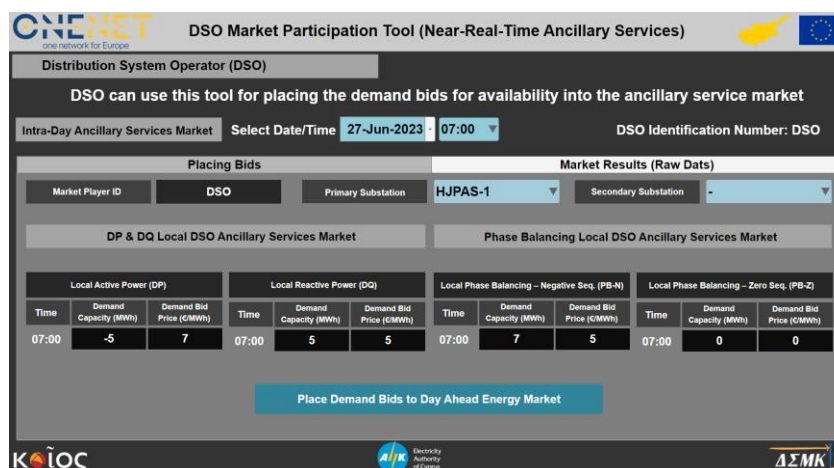 ONENET
one network for Europe
DSO Market Participation Tool (Near-Real-Time Ancillary Services)
Distribution System Operator (DSO)
DSO can use this tool for placing the demand bids for availability into the ancillary service market
Intra-Day Ancillary Services Market Select Date/Time 27-Jun-2023 - 07:00 DSO Identification Number: DSO
Placing Bids Market Results (Raw Dats)
Market Player ID DSO Primary Substation HJPAS-1 Secondary Substation -
DP & DQ Local DSO Ancillary Services Market Phase Balancing Local DSO Ancillary Services Market
Local Active Power (DP) Local Reactive Power (DQ) Local Phase Balancing – Negative Seq. (PB-N) Local Phase Balancing – Zero Seq. (PB-Z)
Time Demand Capacity (MWh) Demand Bid Price (€/MWh) Time Demand Capacity (MWh) Demand Bid Price (€/MWh) Time Demand Capacity (MWh) Demand Bid Price (€/MWh) Time Demand Capacity (MWh) Demand Bid Price (€/MWh)
07:00 -5 7 07:00 5 5 07:00 7 5 07:00 0 0
Place Demand Bids to Day Ahead Energy Market
KOIOC
AHK
Electricity
Authority
of Cyprus
ΔΣΜΚ